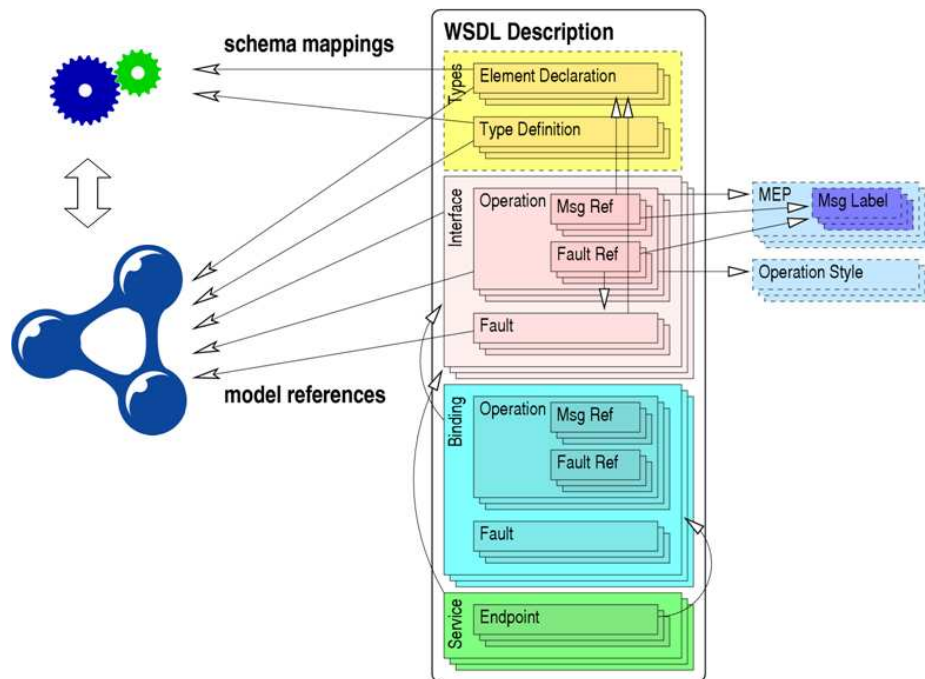 WSDL Description
schema mappings
Types
Element Declaration
Type Definition
Interface
Operation
Msg Ref
Fault Ref
Fault
MEP
Msg Label
Operation Style
model references
Binding
Operation
Msg Ref
Fault Ref
Fault
Service
Endpoint